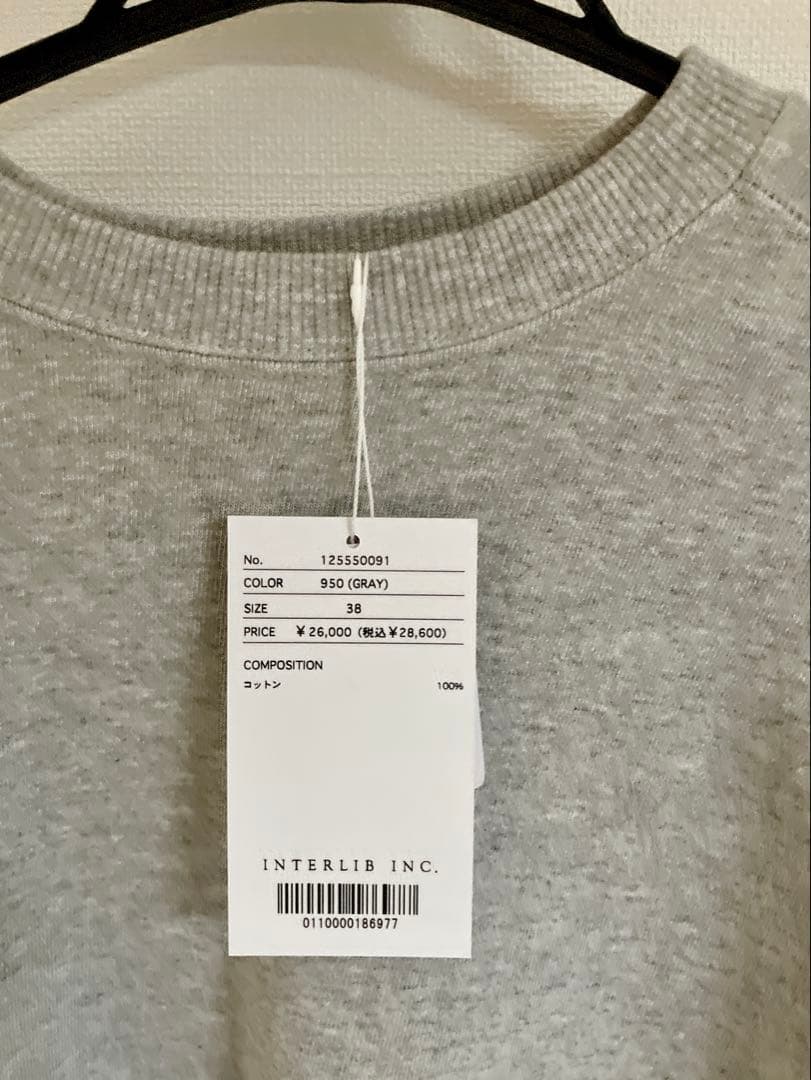 No. 125550091
COLOR 950 (GRAY)
SIZE 38
PRICE ¥26,000 (税込¥28,600)
COMPOSITION
コットン 100%
INTERLIB INC.
0110000186977